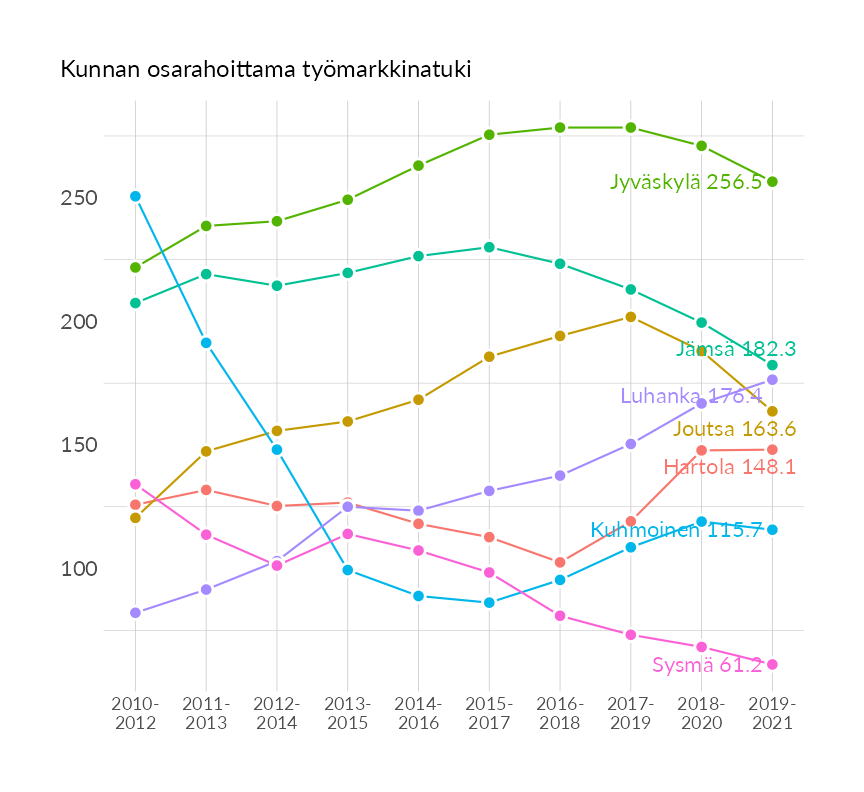 Kunnan osarahoittama työmarkkinatuki
250
200
150
100
Jyväskylä 256.5
Jämsä 182.3
Luhanka 176.4
Joutsa 163.6
Hartola 148.1
Kuhmoinen 115.7
Sysmä 61.2
2010- 2011- 2012- 2013- 2014- 2015- 2016- 2017- 2018- 2019-
2012 2013 2014 2015 2016 2017 2018 2019 2020 2021